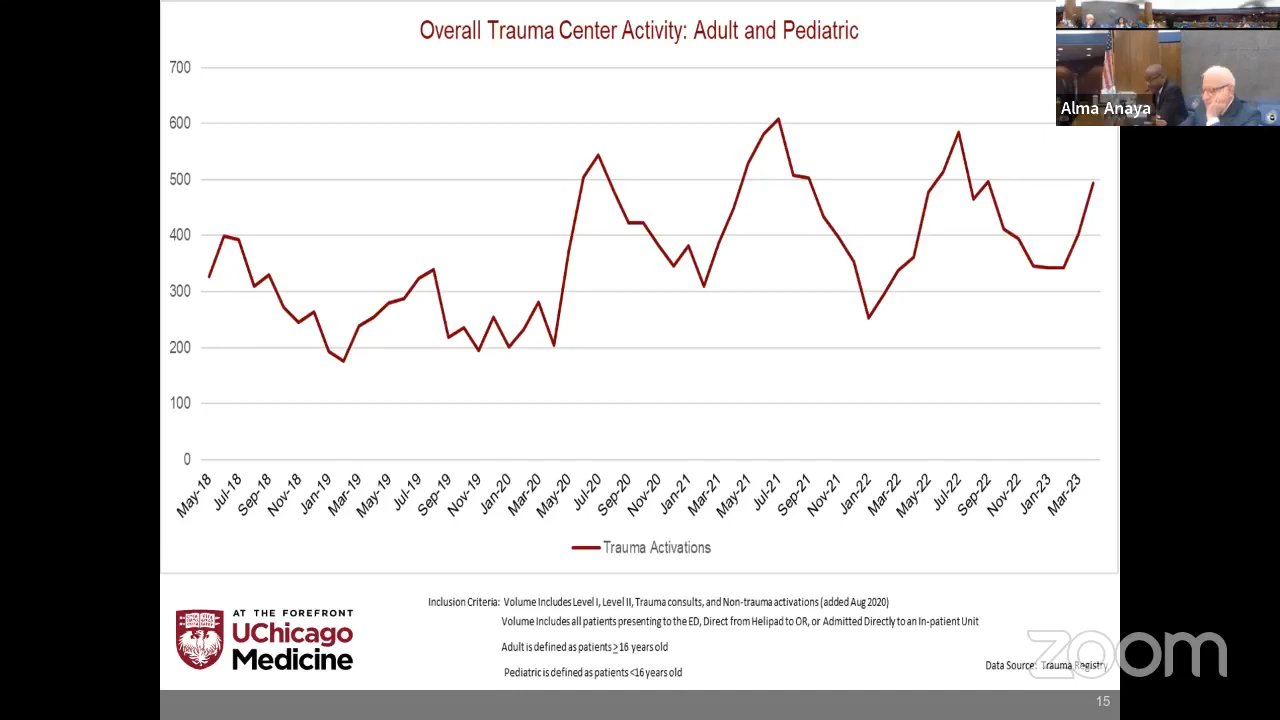 Overall Trauma Center Activity: Adult and Pediatric
Alma Anaya
700
600
500
400
300
200
100
0
May-18 Jul-18 Sep-18 Nov-18 Jan-19 Mar-19 May-19 Jul-19 Sep-19 Nov-19 Jan-20 Mar-20 May-20 Jul-20 Sep-20 Nov-20 Jan-21 Mar-21 May-21 Jul-21 Sep-21 Nov-21 Jan-22 Mar-22 May-22 Jul-22 Sep-22 Nov-22 Jan-23 Mar-23
Trauma Activations
AT THE FOREFRONT
UChicago
Medicine
Inclusion Criteria: Volume Includes Level I, Level II, Trauma consults, and Non-trauma activations (added Aug 2020)
Volume Includes all patients presenting to the ED, Direct from Helipad to OR, or Admitted Directly to an In-patient Unit
Adult is defined as patients ≥ 16 years old
Pediatric is defined as patients <16 years old
Data Source: Trauma Registry
zoom
15